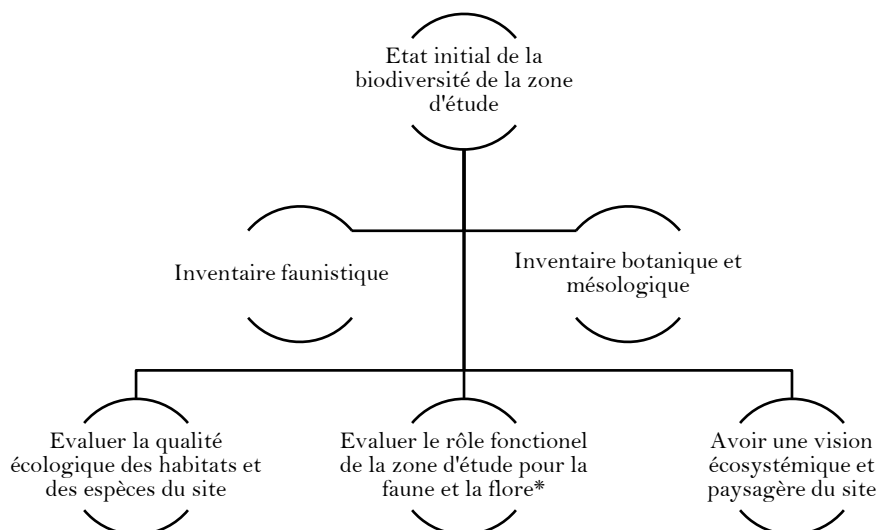 Etat initial de la
biodiversité de la zone
d'étude
Inventaire faunistique
Inventaire botanique et
mésologique
Evaluer la qualité
écologique des habitats et
des espèces du site
Evaluer le rôle fonctionel
de la zone d'étude pour la
faune et la flore*
Avoir une vision
écosystémique et
paysagère du site